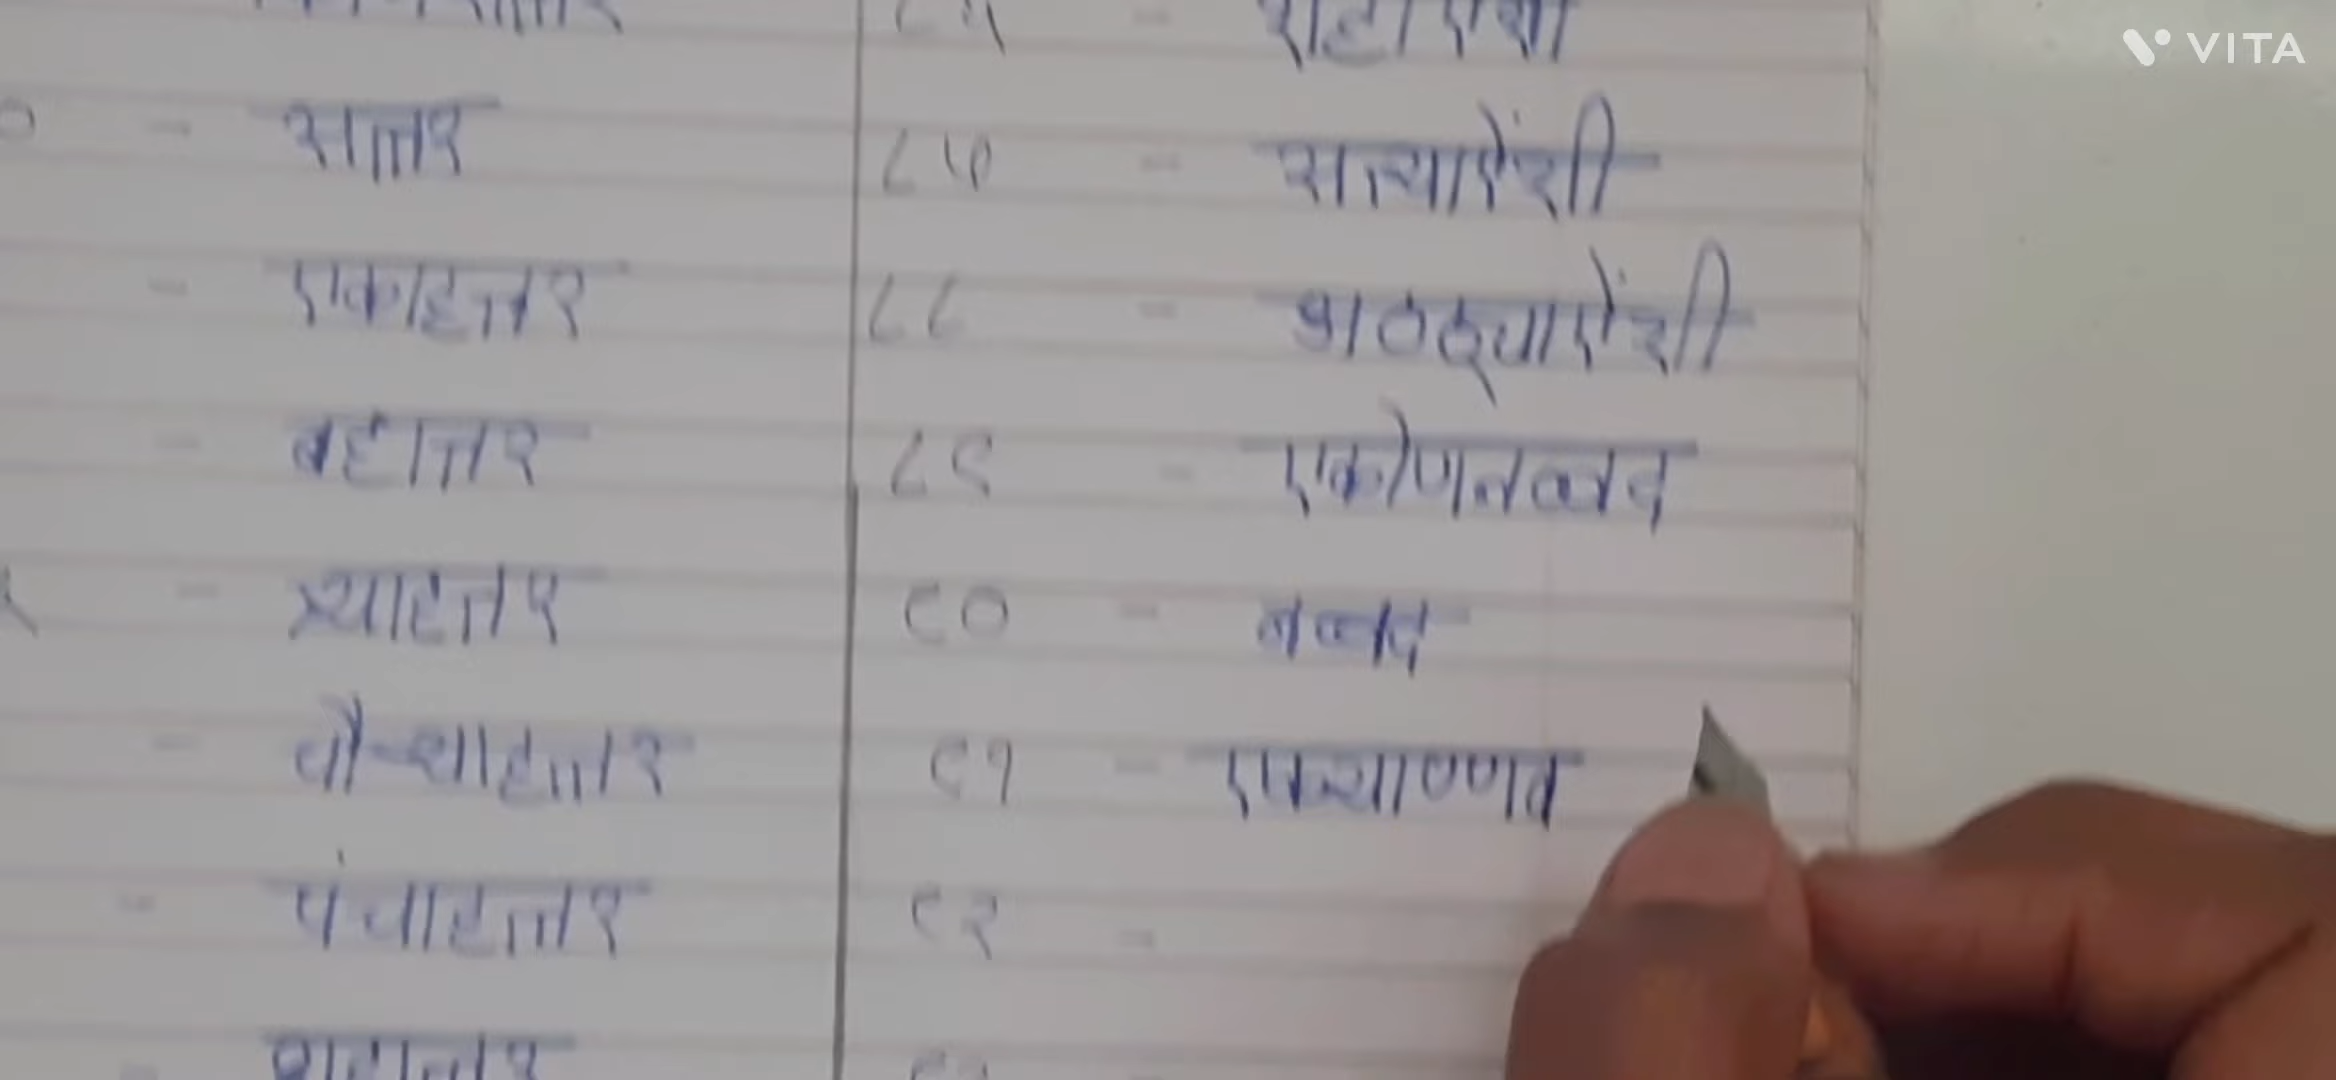 VITA
० - सत्तर
- एकाहत्तर
- बहात्तर
- त्र्याहत्तर
- चौऱ्याहत्तर
- पंचाहत्तर
८७ - सत्याऐंशी
८८ - अठ्ठ्याऐंशी
८९ - एकोणनव्वद
९० - नव्वद
९१ - एक्याण्णव
९२ -